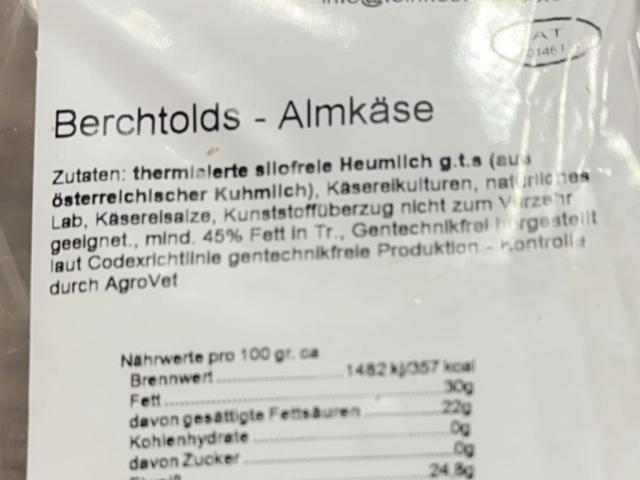 AT
Berchtolds - Almkäse
Zutaten: thermisierte silofreie Heumilch g.t.s (aus
österreichischer Kuhmilch), Käsereikulturen, natürliches
Lab, Käsereisalze, Kunststoffüberzug nicht zum Verzehr
geeignet., mind. 45% Fett in Tr., Gentechnikfrei hergestellt
laut Codexrichtlinie gentechnikfreie Produktion - Kontrolle
durch AgroVet
Nährwerte pro 100 gr. ca
Brennwert 1482 kj/357 kcal
Fett 30g
davon gesättigte Fettsäuren 22g
Kohlenhydrate 0g
davon Zucker 0g
24,8g